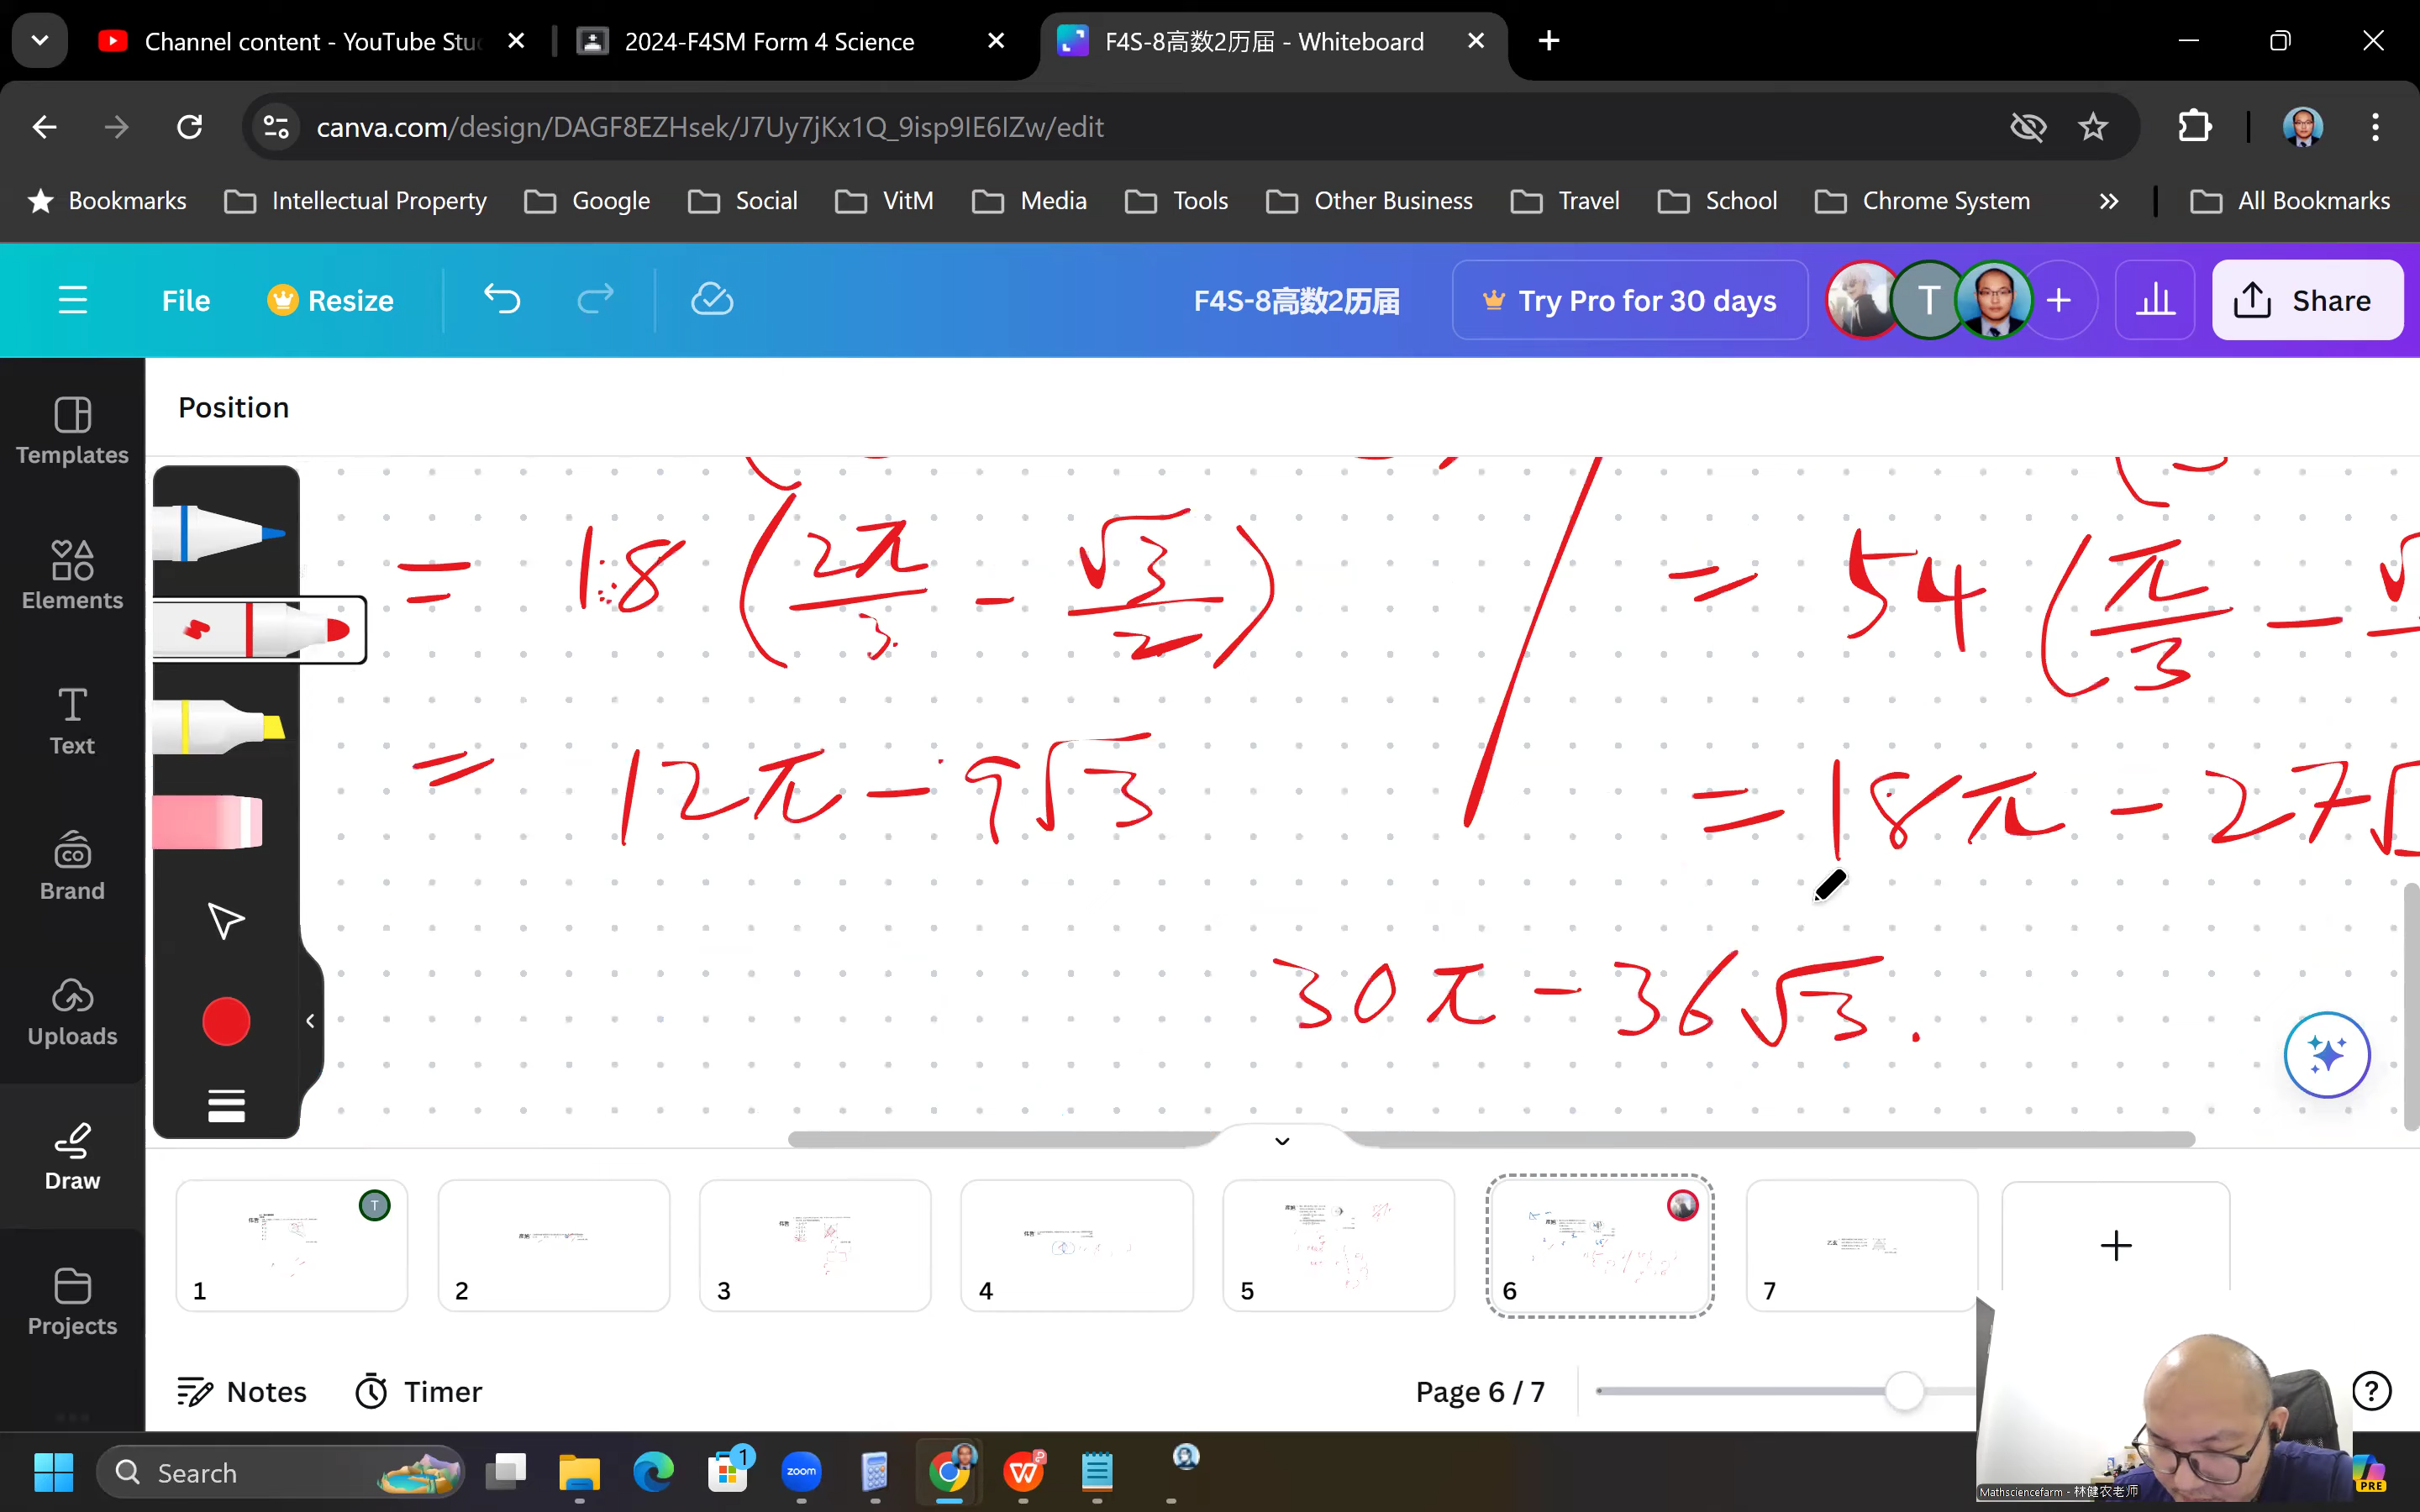 Channel content - YouTube Stu
2024-F4SM Form 4 Science
F4S-8高数2历届 - Whiteboard
canva.com/design/DAGF8EZHsek/J7Uy7jKx1Q_9isp9IE6IZw/edit
Bookmarks Intellectual Property Google Social VitM Media Tools Other Business Travel School Chrome System All Bookmarks
File Resize F4S-8高数2历届 Try Pro for 30 days T Share
Position
Templates
Elements
Text
Brand
Uploads
Draw
Projects
= 18 (2π/3 - √3/2)
= 54 (π/3 - √
= 12π - 9√3
= 18π - 27√
30π - 36√3.
1 2 3 4 5 6 7
T
Notes Timer Page 6 / 7
Search
1
zoom
PRE
Mathsciencefarm - 林健农老师